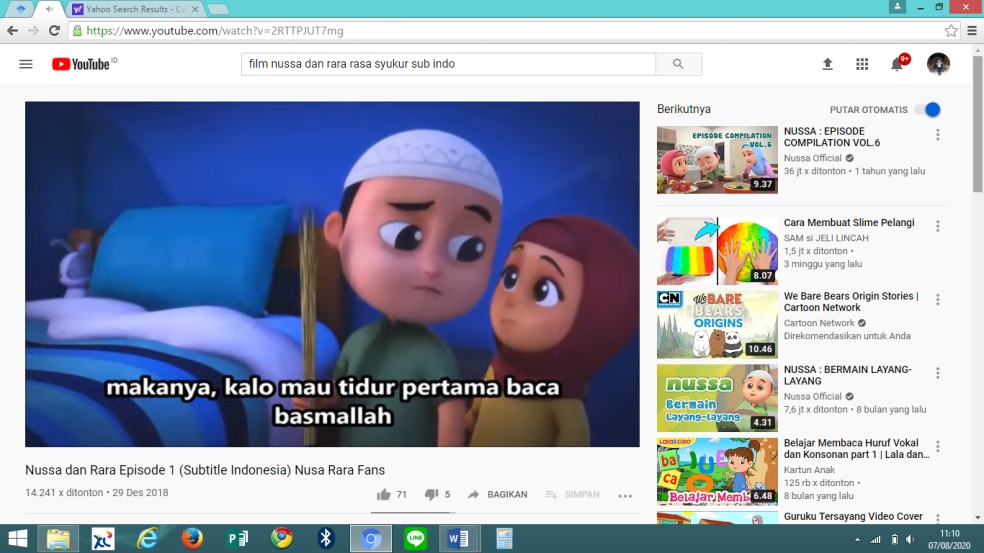 Yahoo Search Results - Ca
https://www.youtube.com/watch?v=2RTTPJUT7mg
YouTube ID
film nussa dan rara rasa syukur sub indo
9+
makanya, kalo mau tidur pertama baca
basmallah
Nussa dan Rara Episode 1 (Subtitle Indonesia) Nusa Rara Fans
14.241 x ditonton • 29 Des 2018
71
5
BAGIKAN
SIMPAN
Berikutnya
PUTAR OTOMATIS
EPISODE COMPILATION
VOL.6
9.37
NUSSA : EPISODE
COMPILATION VOL.6
Nussa Official
36 jt x ditonton • 1 tahun yang lalu
8.07
Cara Membuat Slime Pelangi
SAM si JELI LINCAH
1,5 jt x ditonton •
3 minggu yang lalu
CN
We BARE
BEARS
ORIGINS
10.46
We Bare Bears Origin Stories |
Cartoon Network
Cartoon Network
Direkomendasikan untuk Anda
nussa
Bermain
Layang-layang
4.31
NUSSA : BERMAIN LAYANG-
LAYANG
Nussa Official
7,6 jt x ditonton • 8 bulan yang lalu
Belajar Memb
6.48
Belajar Membaca Huruf Vokal
dan Konsonan part 1 | Lala dan...
Kartun Anak
125 rb x ditonton •
8 bulan yang lalu
Guruku Tersayang Video Cover
11:10
07/08/2020